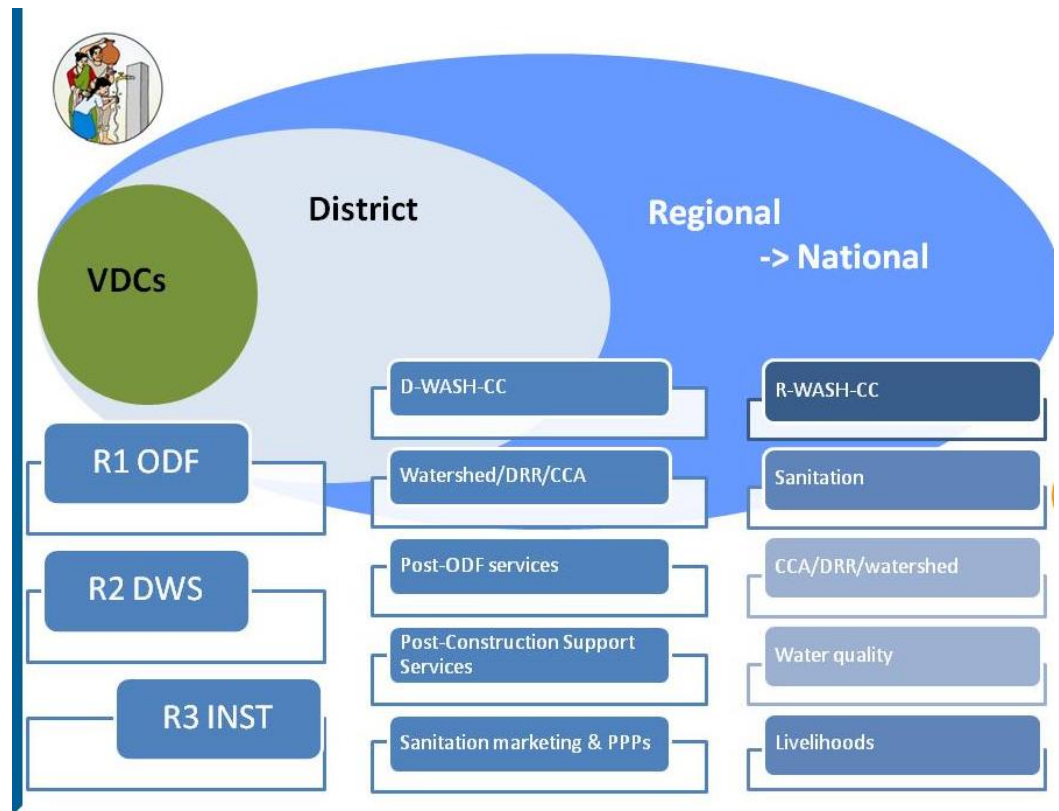 District
Regional
-> National
VDCs
R1 ODF
R2 DWS
R3 INST
D-WASH-CC
Watershed/DRR/CCA
Post-ODF services
Post-Construction Support
Services
Sanitation marketing & PPPs
R-WASH-CC
Sanitation
CCA/DRR/watershed
Water quality
Livelihoods